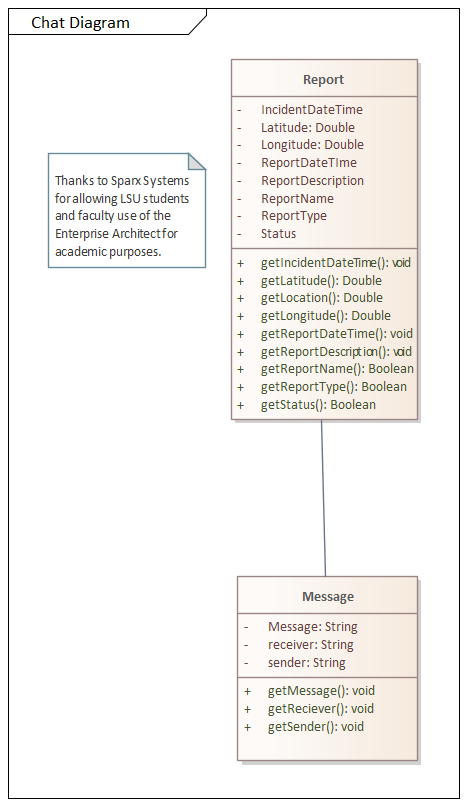 Chat Diagram
Report
- IncidentDateTime
- Latitude: Double
- Longitude: Double
- ReportDateTIme
- ReportDescription
- ReportName
- ReportType
- Status
+ getIncidentDateTime(): void
+ getLatitude(): Double
+ getLocation(): Double
+ getLongitude(): Double
+ getReportDateTime(): void
+ getReportDescription(): void
+ getReportName(): Boolean
+ getReportType(): Boolean
+ getStatus(): Boolean
Thanks to Sparx Systems
for allowing LSU students
and faculty use of the
Enterprise Architect for
academic purposes.
Message
- Message: String
- receiver: String
- sender: String
+ getMessage(): void
+ getReciever(): void
+ getSender(): void